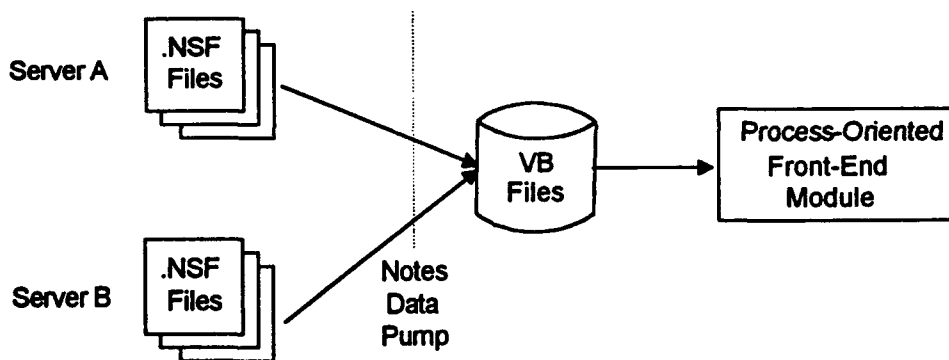 Server A
.NSF
Files
VB
Files
Process-Oriented
Front-End
Module
Server B
.NSF
Files
Notes
Data
Pump